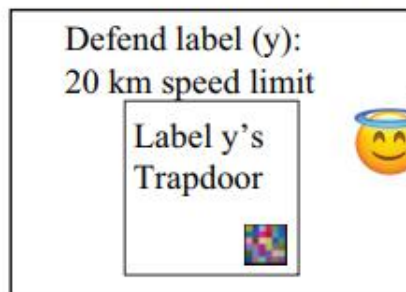 Defend label (y):
20 km speed limit
Label y’s
Trapdoor